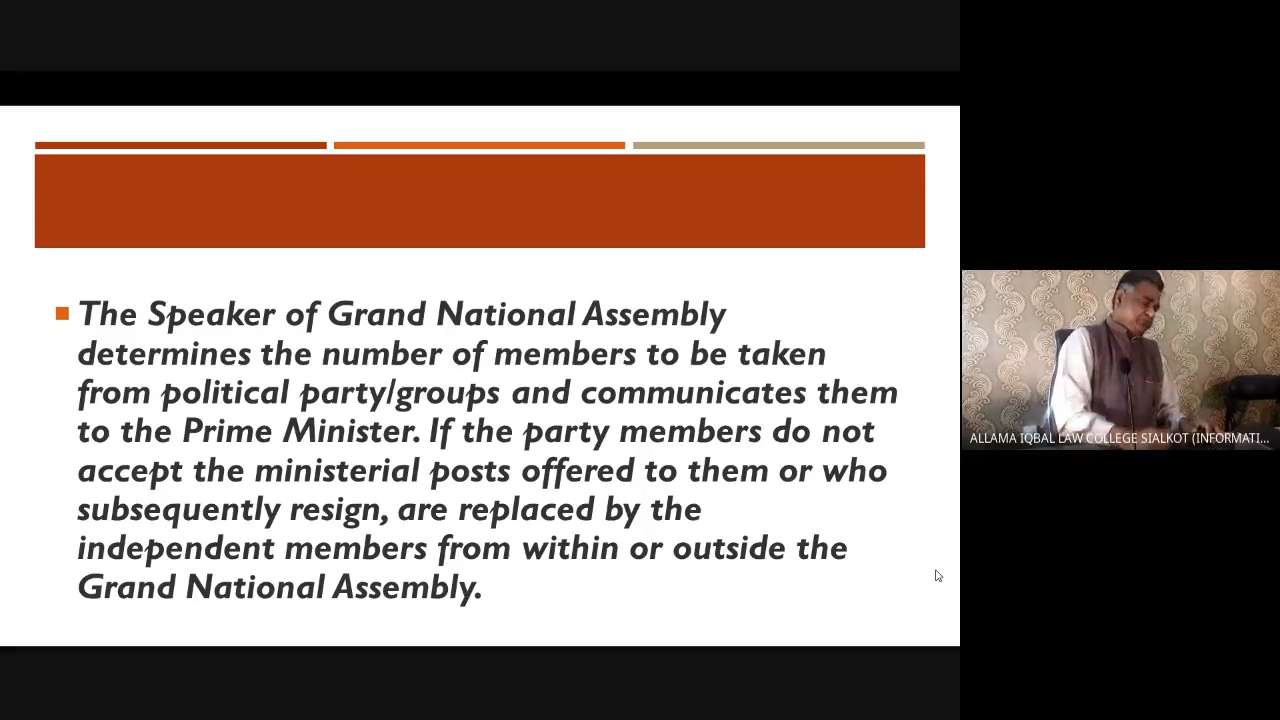 The Speaker of Grand National Assembly
determines the number of members to be taken
from political party/groups and communicates them
to the Prime Minister. If the party members do not
accept the ministerial posts offered to them or who
subsequently resign, are replaced by the
independent members from within or outside the
Grand National Assembly.
ALLAMA IQBAL LAW COLLEGE SIALKOT (INFORMATI...